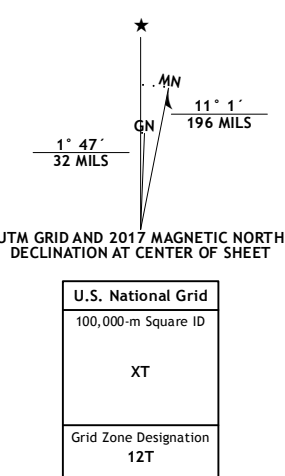 ★
MN
GN
11° 1´
196 MILS
1° 47´
32 MILS
UTM GRID AND 2017 MAGNETIC NORTH
DECLINATION AT CENTER OF SHEET
U.S. National Grid
100,000-m Square ID
XT
Grid Zone Designation
12T